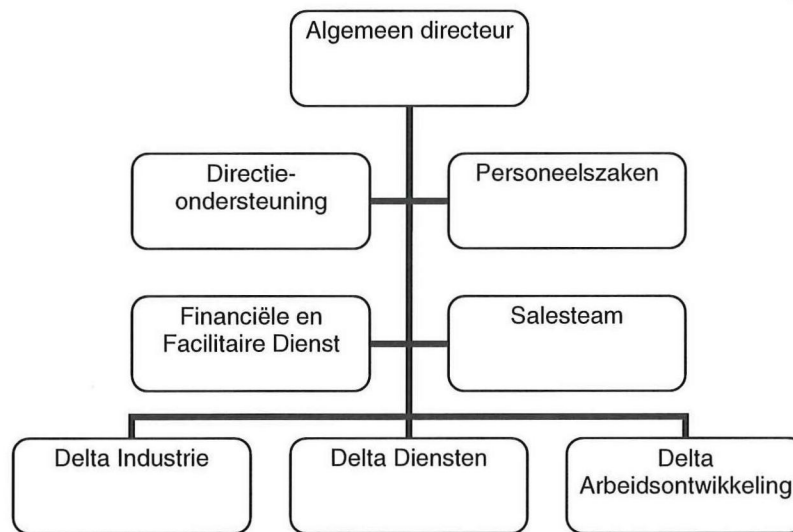 Algemeen directeur
Directie-
ondersteuning
Personeelszaken
Financiële en
Facilitaire Dienst
Salesteam
Delta Industrie
Delta Diensten
Delta
Arbeidsontwikkeling